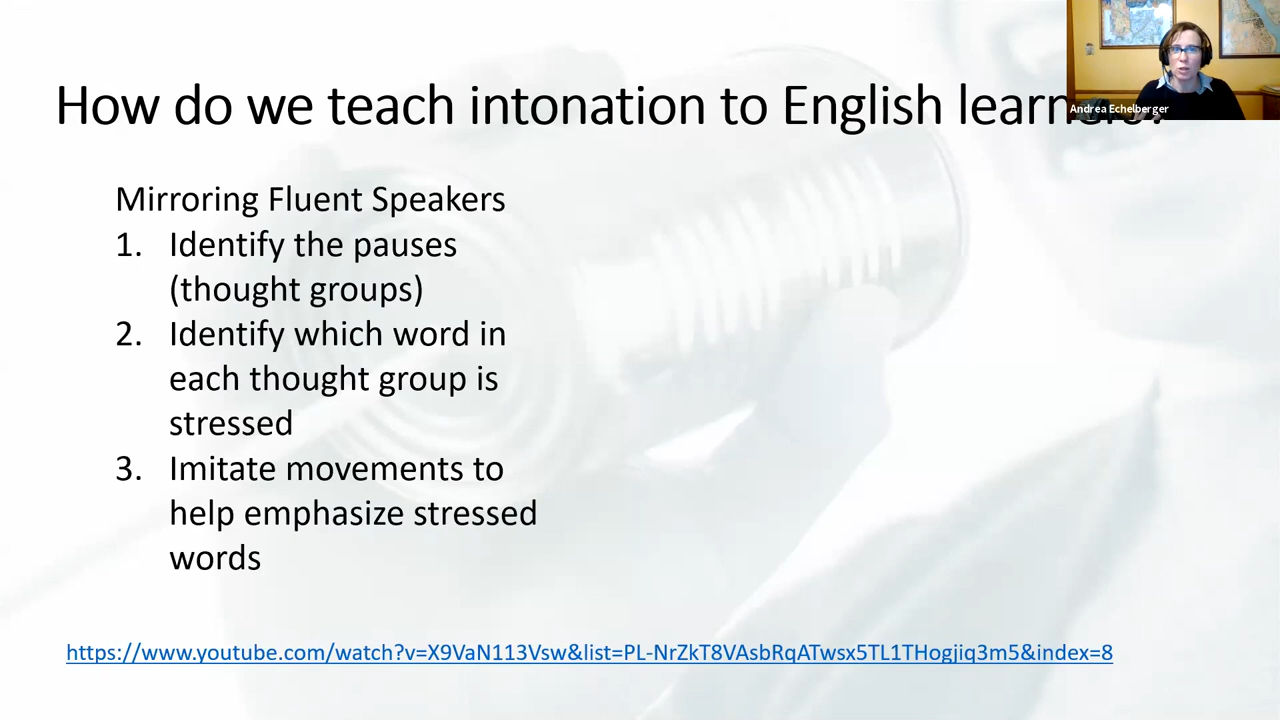 How do we teach intonation to English
Andrea Echelberger
Mirroring Fluent Speakers
1. Identify the pauses
(thought groups)
2. Identify which word in
each thought group is
stressed
3. Imitate movements to
help emphasize stressed
words
https://www.youtube.com/watch?v=X9VaN113Vsw&list=PL-NrZkT8VAsbRqATwsx5TL1THogjiq3m5&index=8